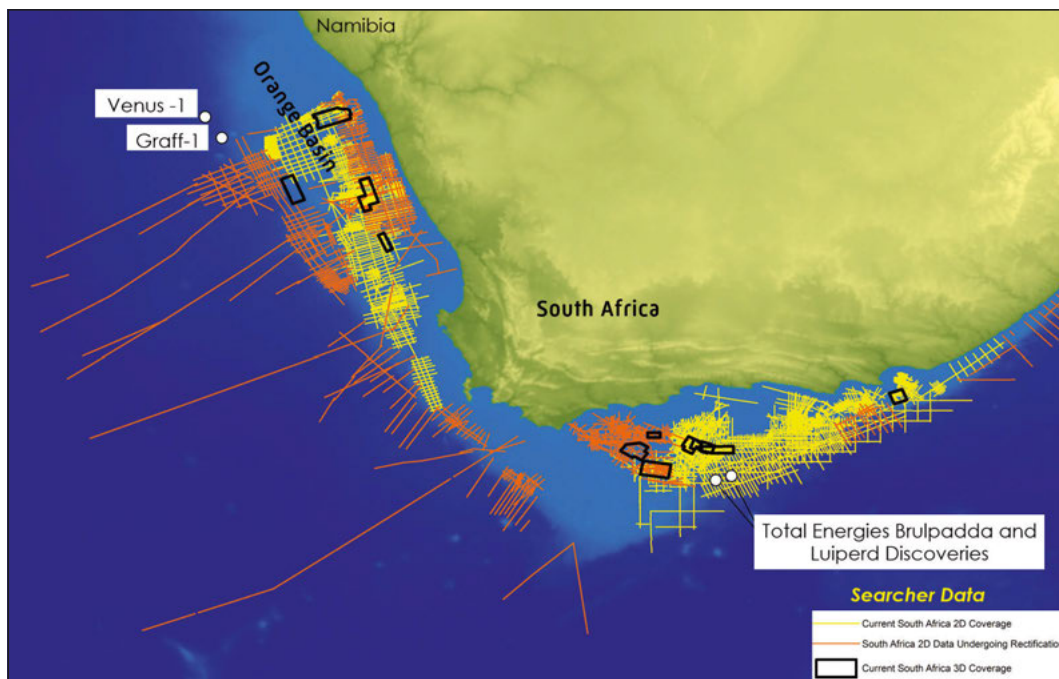 Namibia
Orange Basin
Venus -1
Graff-1
South Africa
Total Energies Brulpadda and
Luiperd Discoveries
Searcher Data
Current South Africa 2D Coverage
South Africa 2D Data Undergoing Rectification
Current South Africa 3D Coverage